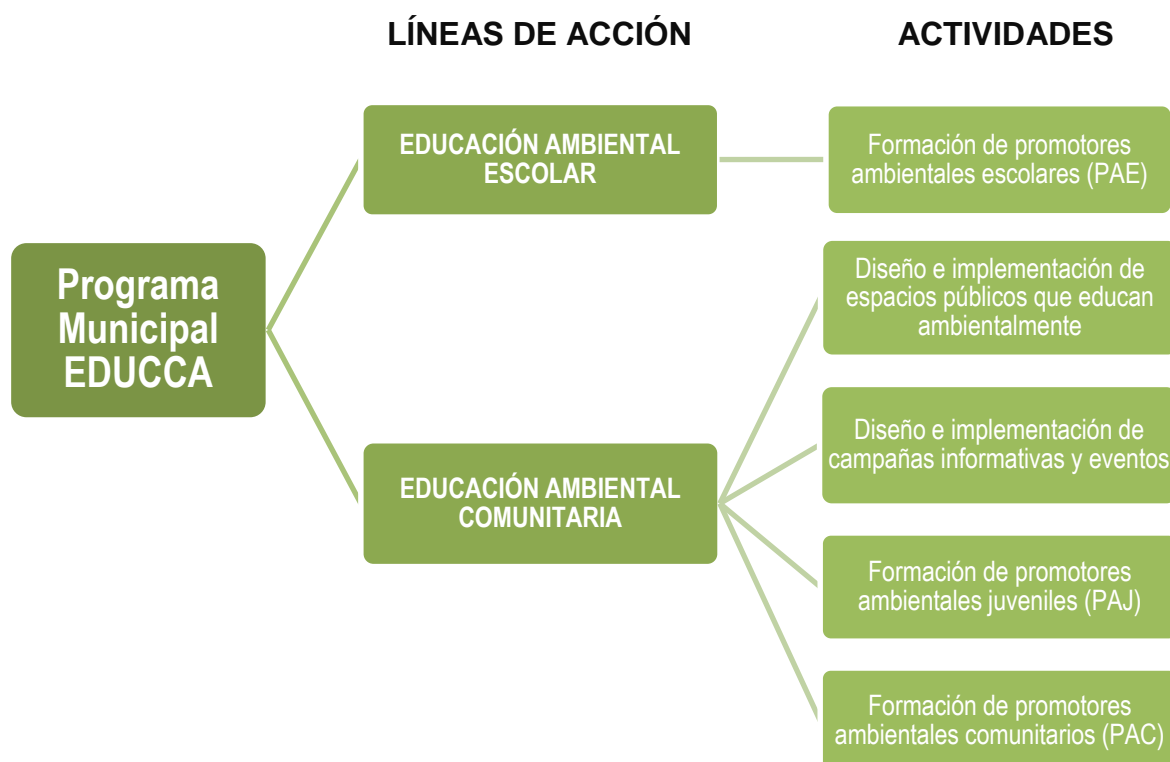 LÍNEAS DE ACCIÓN
ACTIVIDADES
Programa
Municipal
EDUCCA
EDUCACIÓN AMBIENTAL
ESCOLAR
Formación de promotores
ambientales escolares (PAE)
EDUCACIÓN AMBIENTAL
COMUNITARIA
Diseño e implementación de
espacios públicos que educan
ambientalmente
Diseño e implementación de
campañas informativas y eventos
Formación de promotores
ambientales juveniles (PAJ)
Formación de promotores
ambientales comunitarios (PAC)